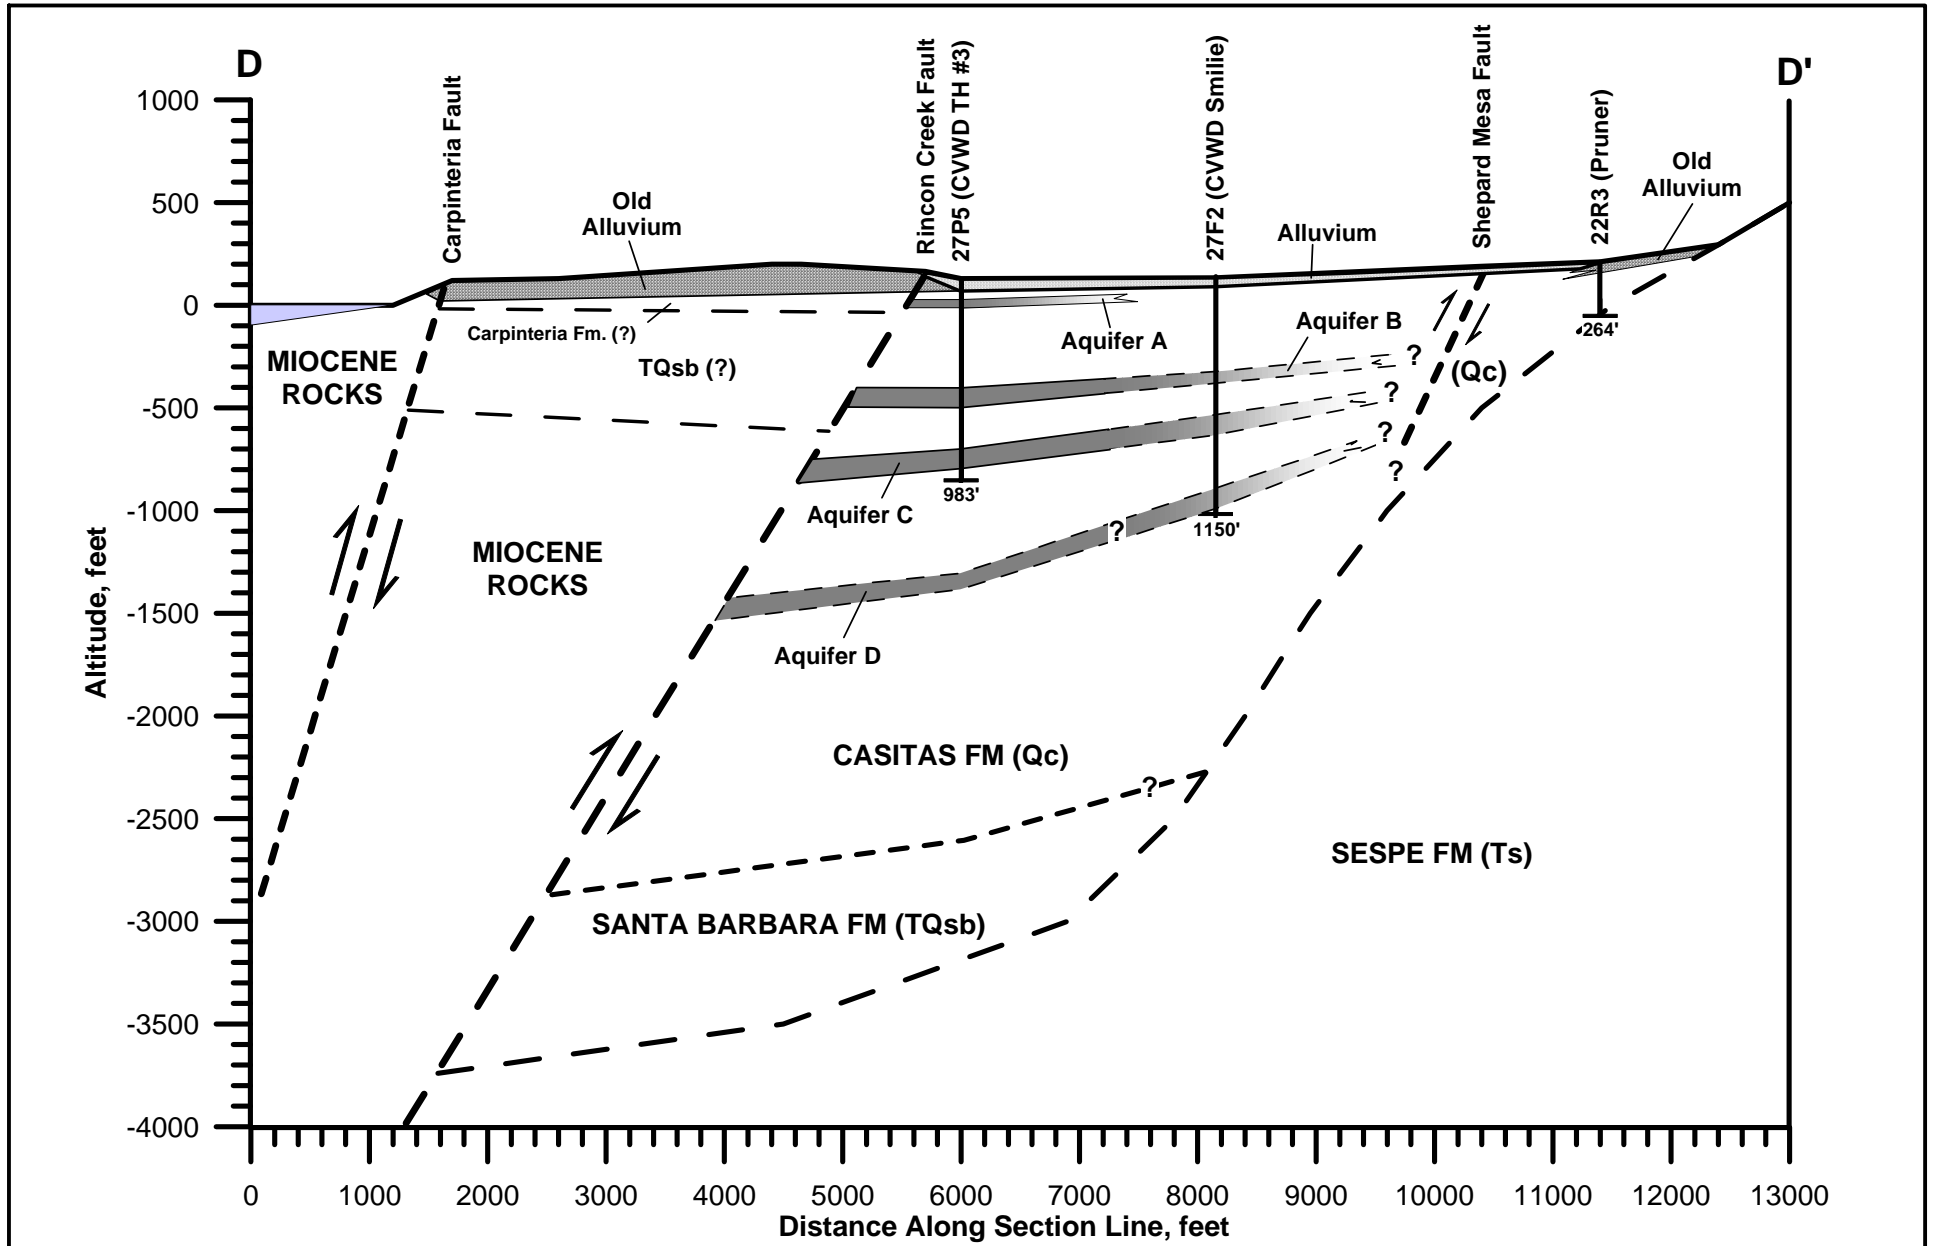 D
D'
Carpinteria Fault
Rincon Creek Fault
27P5 (CVWD TH #3)
27F2 (CVWD Smilie)
Shepard Mesa Fault
22R3 (Pruner)
Old
Alluvium
Old
Alluvium
Alluvium
1000
500
0
-500
-1000
-1500
-2000
-2500
-3000
-3500
-4000
Altitude, feet
Carpinteria Fm. (?)
TQsb (?)
MIOCENE
ROCKS
Aquifer A
Aquifer B
264'
?
(Qc)
?
?
?
Aquifer C
983'
1150'
?
MIOCENE
ROCKS
Aquifer D
CASITAS FM (Qc)
?
SESPE FM (Ts)
SANTA BARBARA FM (TQsb)
0 1000 2000 3000 4000 5000 6000 7000 8000 9000 10000 11000 12000 13000
Distance Along Section Line, feet